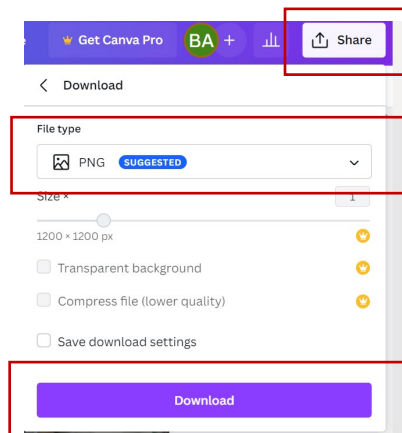 Get Canva Pro BA + Share
Download
File type
PNG SUGGESTED
Size × 1
1200 × 1200 px
Transparent background
Compress file (lower quality)
Save download settings
Download